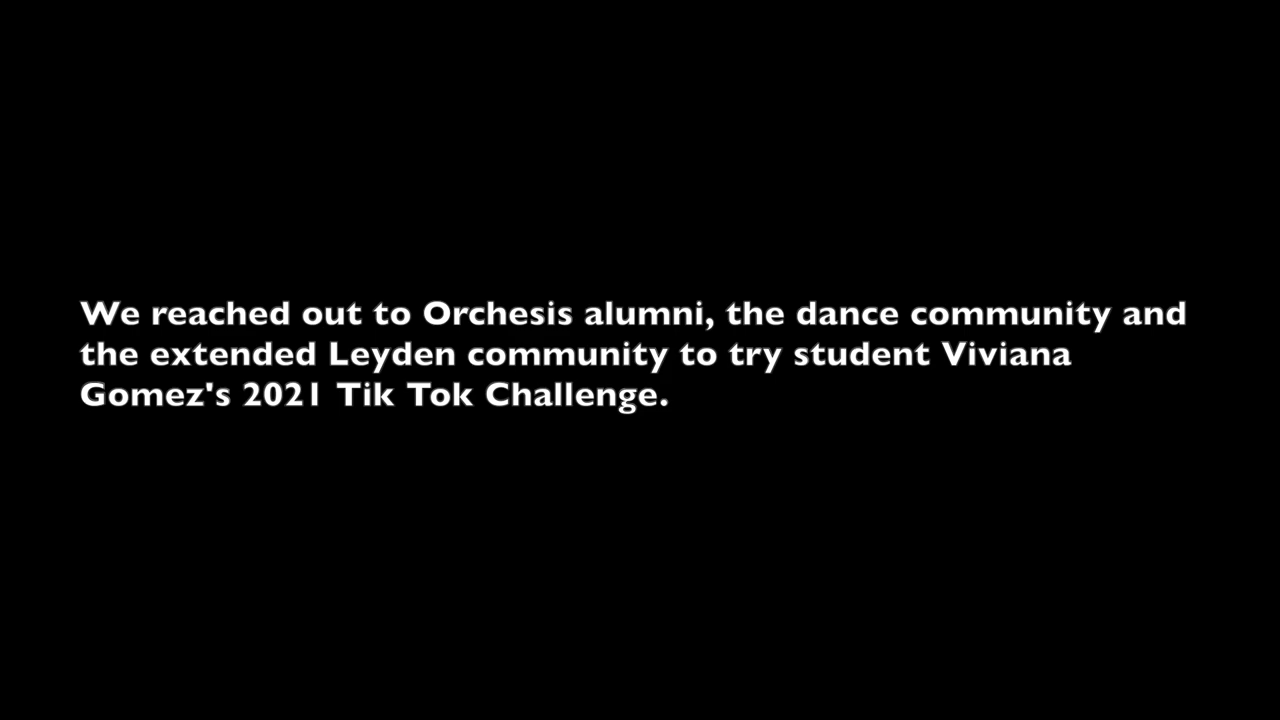 We reached out to Orchesis alumni, the dance community and
the extended Leyden community to try student Viviana
Gomez's 2021 Tik Tok Challenge.